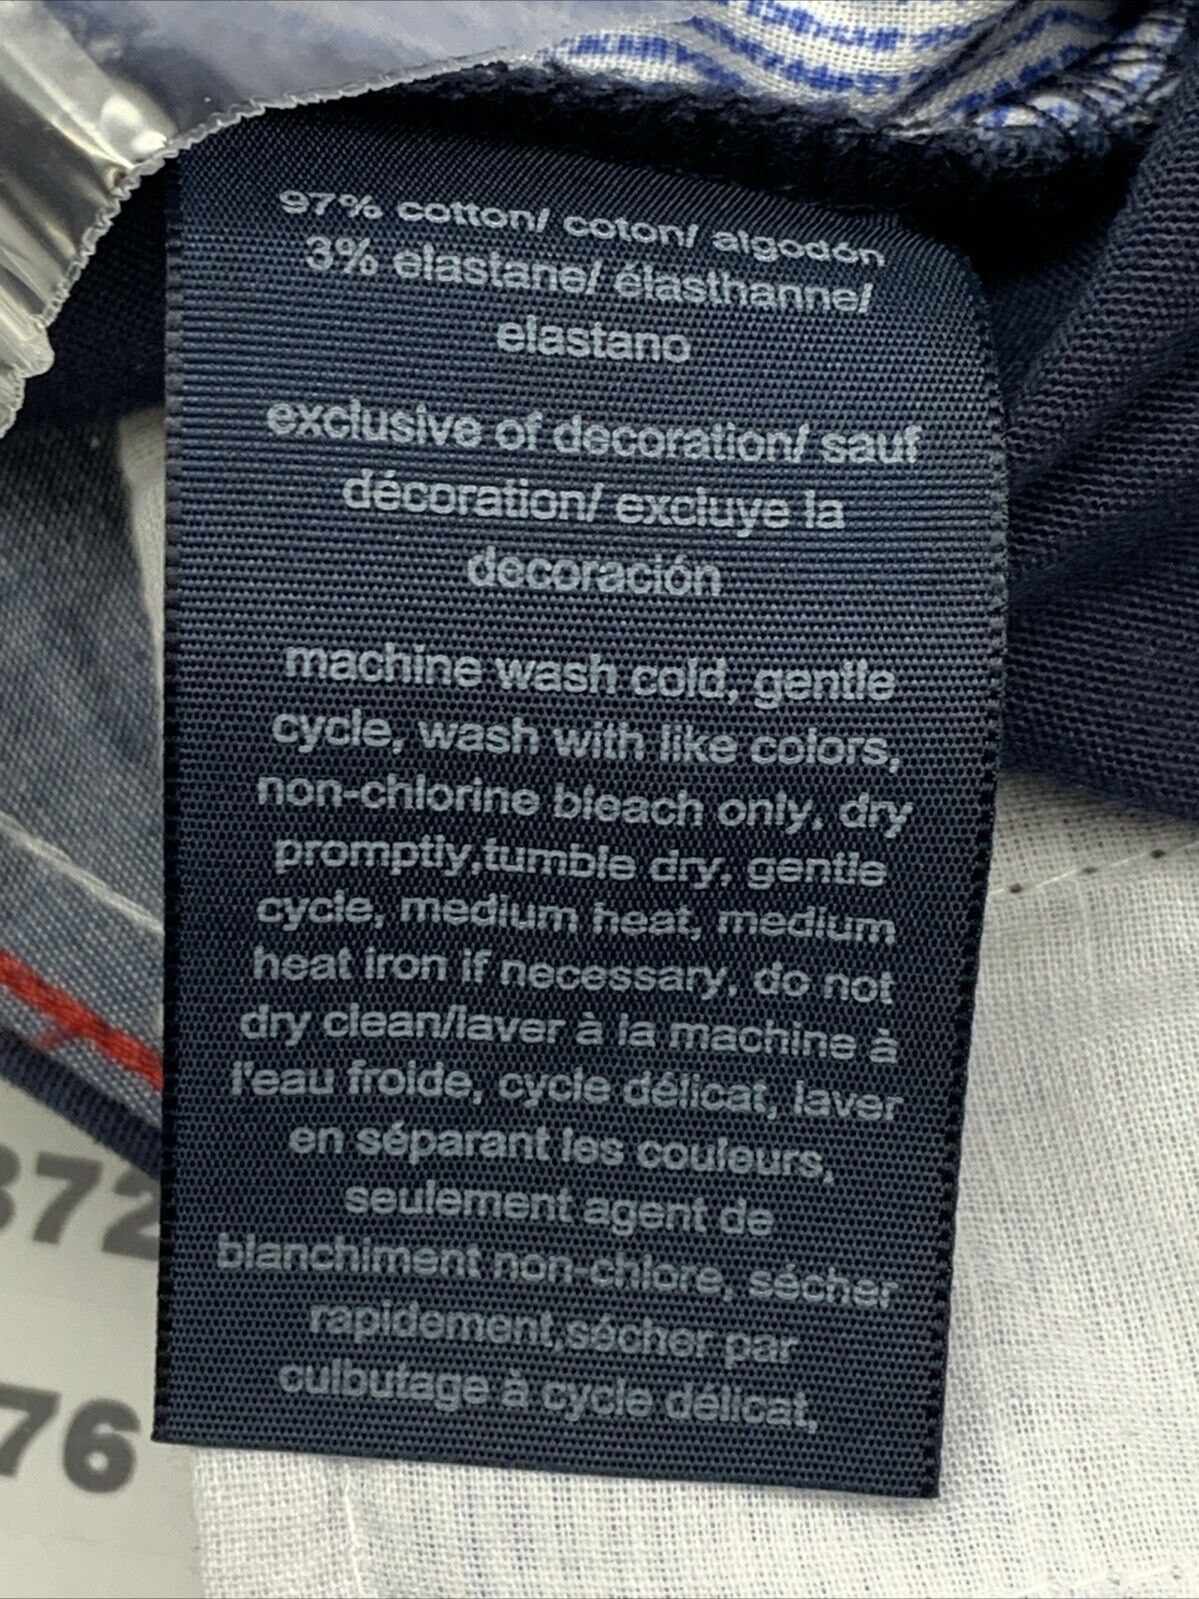 97% cotton/ coton/ algodón
3% elastane/ élasthanne/
elastano
exclusive of decoration/ sauf
décoration/ excluye la
decoración
machine wash cold, gentle
cycle, wash with like colors,
non-chlorine bleach only, dry
promptly,tumble dry, gentle
cycle, medium heat, medium
heat iron if necessary, do not
dry clean/laver à la machine à
l'eau froide, cycle délicat, laver
en séparant les couleurs,
seulement agent de
blanchiment non-chlore, sécher
rapidement,sécher par
culbutage à cycle délicat,
372
76